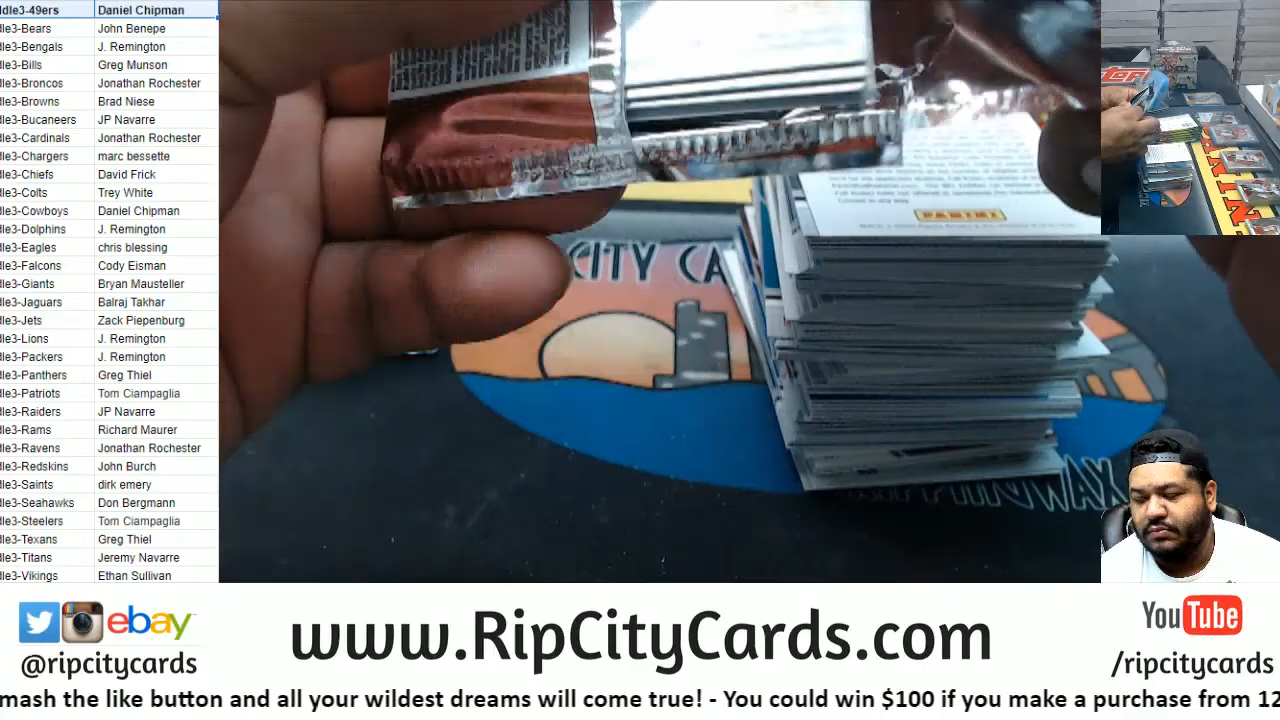 dle3-49ers Daniel Chipman
dle3-Bears John Benepe
dle3-Bengals J. Remington
dle3-Bills Greg Munson
dle3-Broncos Jonathan Rochester
dle3-Browns Brad Niese
dle3-Bucaneers JP Navarre
dle3-Cardinals Jonathan Rochester
dle3-Chargers marc bessette
dle3-Chiefs David Frick
dle3-Colts Trey White
dle3-Cowboys Daniel Chipman
dle3-Dolphins J. Remington
dle3-Eagles chris blessing
dle3-Falcons Cody Eisman
dle3-Giants Bryan Mausteller
dle3-Jaguars Balraj Takhar
dle3-Jets Zack Piepenburg
dle3-Lions J. Remington
dle3-Packers J. Remington
dle3-Panthers Greg Thiel
dle3-Patriots Tom Ciampaglia
dle3-Raiders JP Navarre
dle3-Rams Richard Maurer
dle3-Ravens Jonathan Rochester
dle3-Redskins John Burch
dle3-Saints dirk emery
dle3-Seahawks Don Bergmann
dle3-Steelers Tom Ciampaglia
dle3-Texans Greg Thiel
dle3-Titans Jeremy Navarre
dle3-Vikings Ethan Sullivan
PANINI
CITY CA
WAX
ebay
@ripcitycards
www.RipCityCards.com
YouTube
/ripcitycards
mash the like button and all your wildest dreams will come true! - You could win $100 if you make a purchase from 12